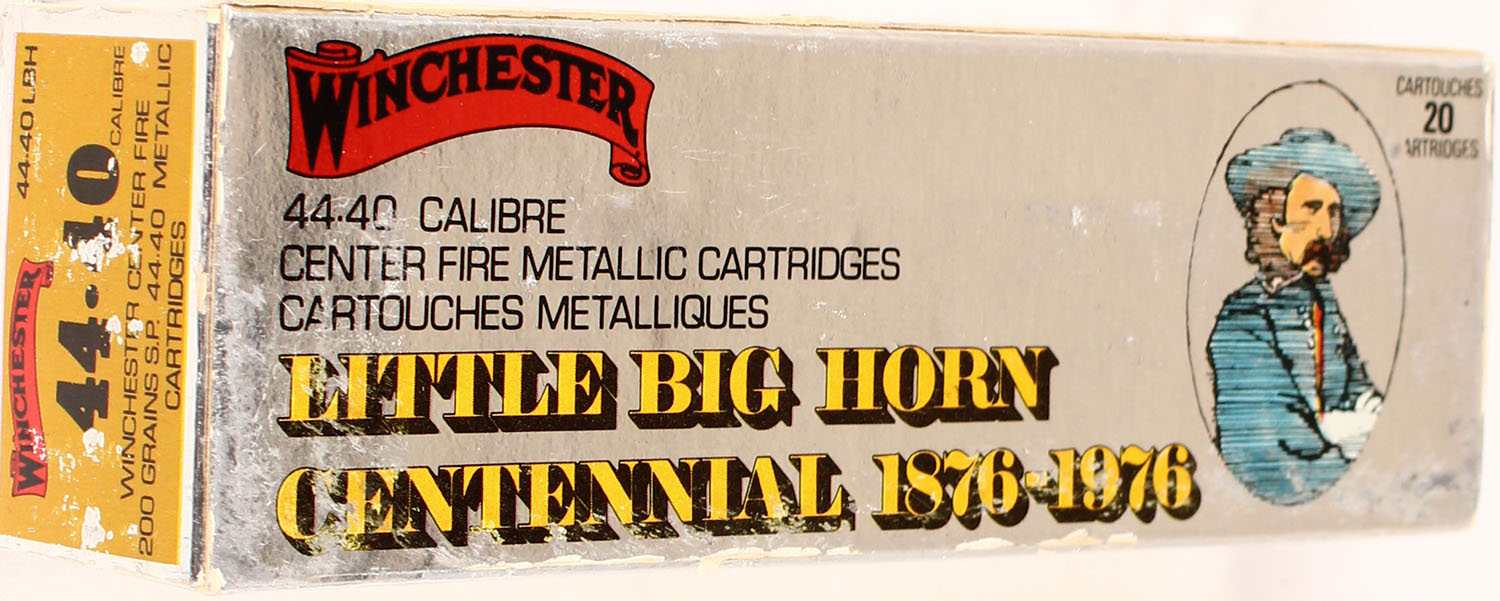 WINCHESTER
44-40 CALIBRE
CENTER FIRE METALLIC CARTRIDGES
CARTOUCHES METALLIQUES
LITTLE BIG HORN
CENTENNIAL 1876-1976
CARTOUCHES
20
ARTRIDGES
44-40 LBH
WINCHESTER
44-40
CALIBRE
WINCHESTER CENTER FIRE
200 GRAINS S.P. 44-40 METALLIC
CARTRIDGES